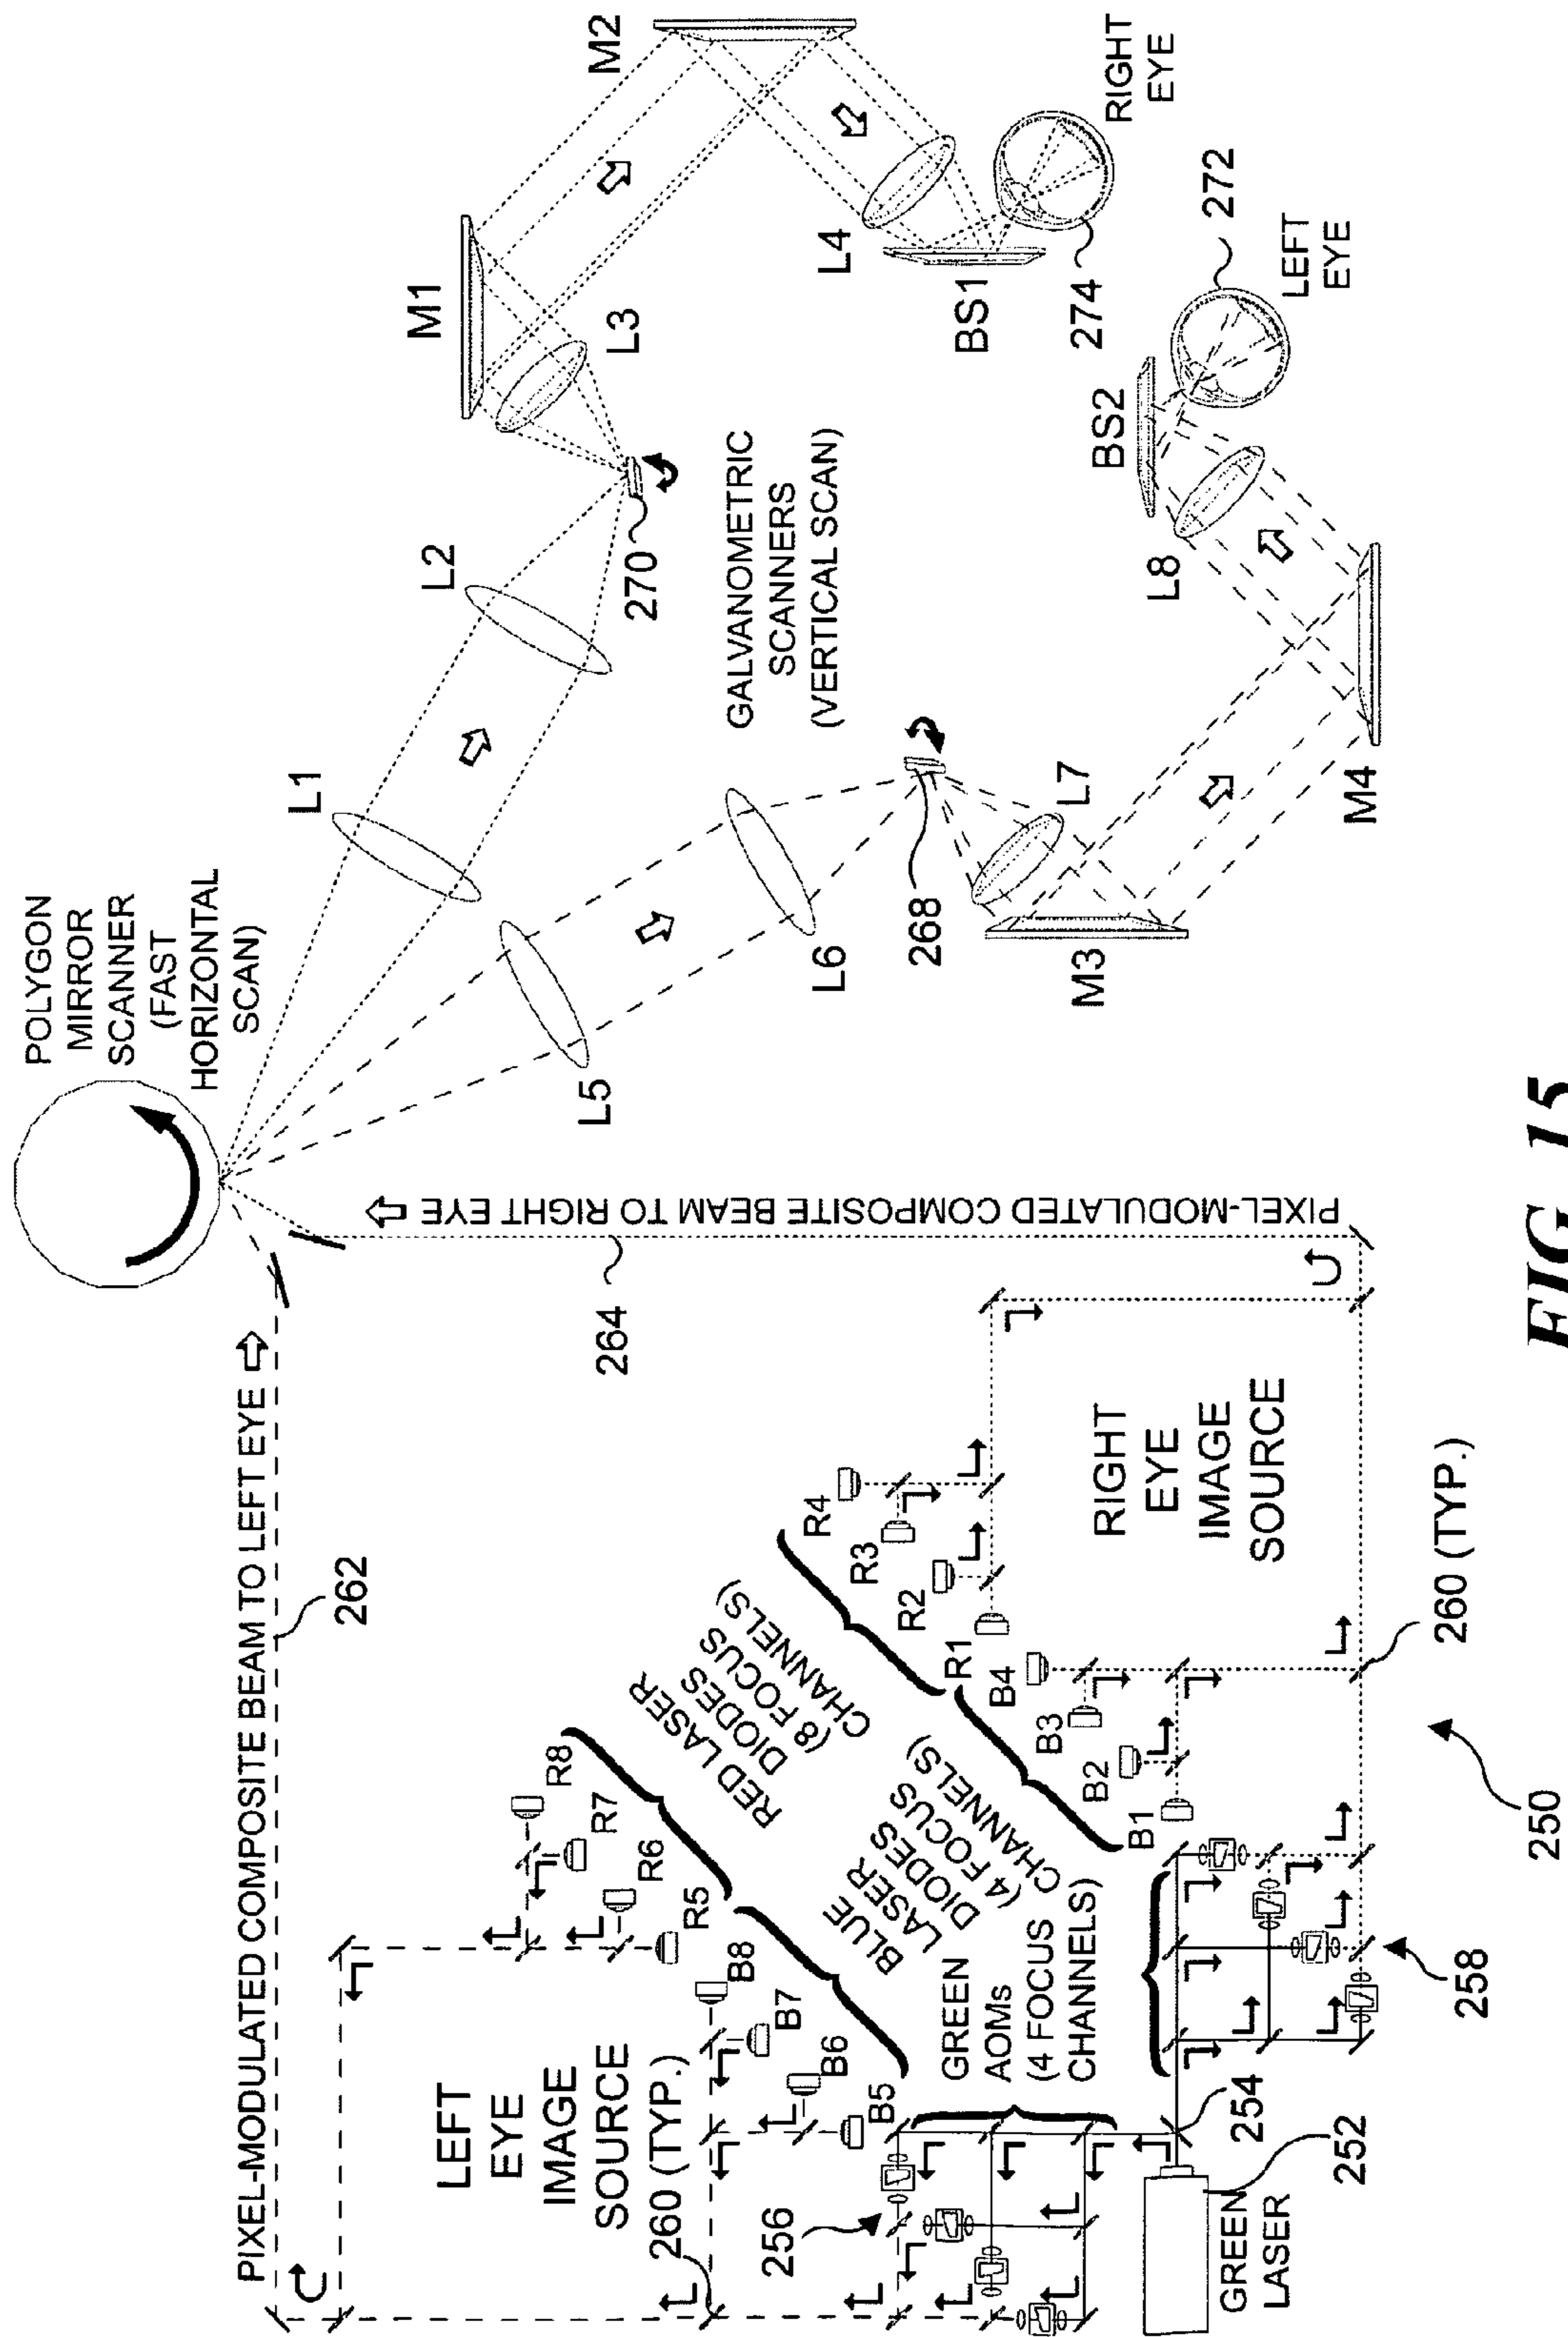 POLYGON
MIRROR
SCANNER
(FAST
HORIZONTAL
SCAN)
PIXEL-MODULATED COMPOSITE BEAM TO LEFT EYE
262
PIXEL-MODULATED COMPOSITE BEAM TO RIGHT EYE
264
L1
L2
L5
L6
270
268
GALVANOMETRIC
SCANNERS
(VERTICAL SCAN)
M1
L3
M2
L4
BS1
274
RIGHT
EYE
L7
M3
M4
L8
BS2
272
LEFT
EYE
LEFT
EYE
IMAGE
SOURCE
260 (TYP.)
R8
R7
R6
R5
B8
B7
B6
B5
RED LASER
DIODES
(8 FOCUS
CHANNELS)
BLUE
LASER
DIODES
(4 FOCUS
CHANNELS)
GREEN
AOMs
(4 FOCUS
CHANNELS)
R4
R3
R2
R1
B4
B3
B2
B1
RIGHT
EYE
IMAGE
SOURCE
260 (TYP.)
256
258
254
252
GREEN
LASER
250
FIG. 15